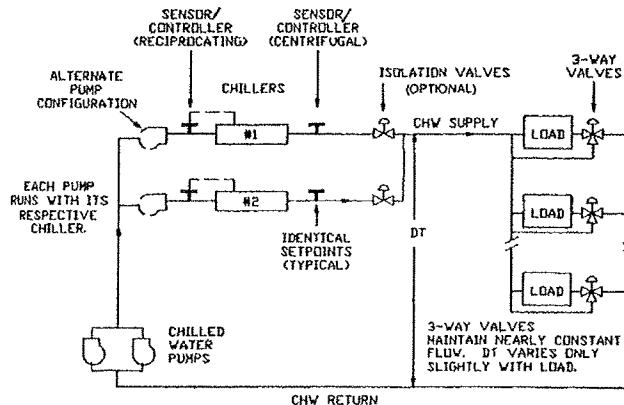 SENSOR/
CONTROLLER
(RECIPROCATING)
SENSOR/
CONTROLLER
(CENTRIFUGAL)
3-WAY
VALVES
ALTERNATE
PUMP
CONFIGURATION
CHILLERS
ISOLATION VALVES
(OPTIONAL)
#1
CHW SUPPLY
LOAD
EACH PUMP
RUNS WITH ITS
RESPECTIVE
CHILLER.
#2
LOAD
IDENTICAL
SETPOINTS
(TYPICAL)
DT
LOAD
CHILLED
WATER
PUMPS
3-WAY VALVES
MAINTAIN NEARLY CONSTANT
FLOW. DT VARIES ONLY
SLIGHTLY WITH LOAD.
CHW RETURN